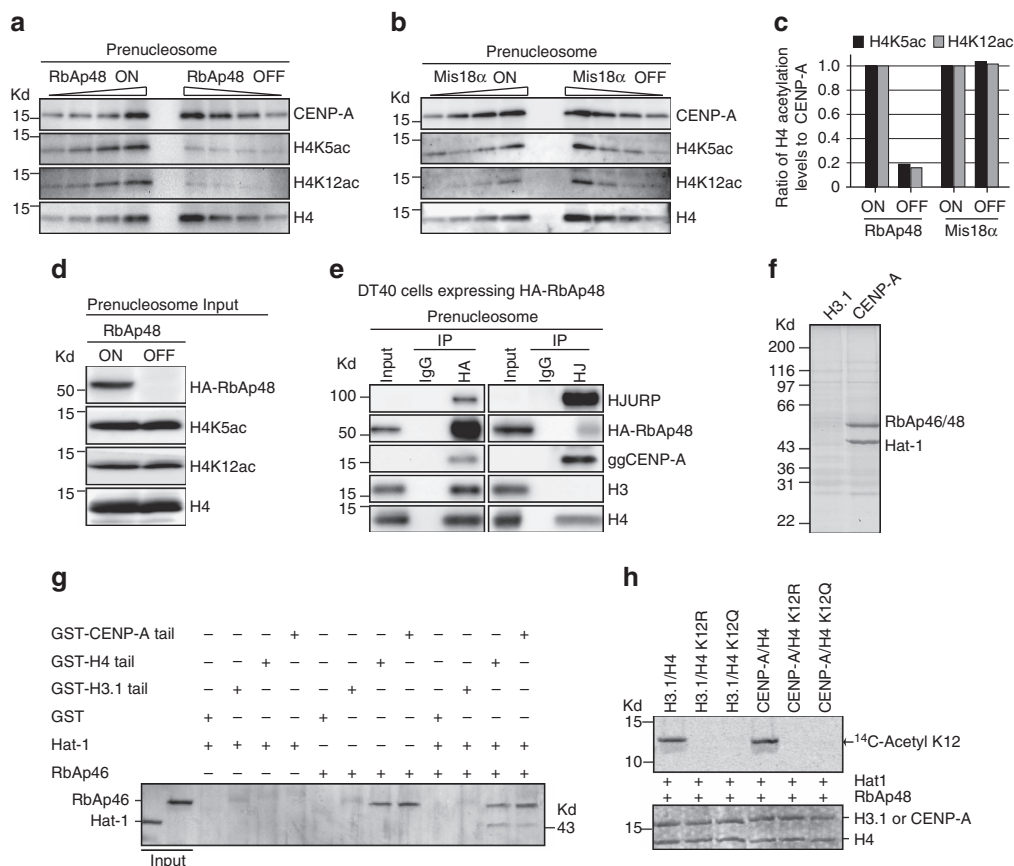 a
Prenucleosome
RbAp48 ON RbAp48 OFF
Kd
15 CENP-A
15 H4K5ac
15 H4K12ac
15 H4
b
Prenucleosome
Mis18α ON Mis18α OFF
Kd
15 CENP-A
H4K5ac
15 H4K12ac
15 H4
c
H4K5ac H4K12ac
Ratio of H4 acetylation
levels to CENP-A
1.0
0.8
0.6
0.4
0.2
0
ON OFF ON OFF
RbAp48 Mis18α
d
Prenucleosome Input
RbAp48
Kd ON OFF
50 HA-RbAp48
15 H4K5ac
H4K12ac
15 H4
e
DT40 cells expressing HA-RbAp48
Prenucleosome
IP IP
Kd Input IgG HA Input IgG HJ
100 HJURP
50 HA-RbAp48
15 ggCENP-A
15 H3
15 H4
f
H3.1 CENP-A
Kd
200
116
97
66
RbAp46/48
Hat-1
43
36
31
22
g
GST-CENP-A tail – – – + – – – + – – – +
GST-H4 tail – – + – – – + – – – + –
GST-H3.1 tail – + – – – + – – – + – –
GST + – – – + – – – + – – –
Hat-1 + + + + – – – – + + + +
RbAp46 – – – – + + + + + + + +
RbAp46 Kd
Hat-1 43
Input
h
H3.1/H4 H3.1/H4 K12R H3.1/H4 K12Q CENP-A/H4 CENP-A/H4 K12R CENP-A/H4 K12Q
Kd
15
¹⁴C-Acetyl K12
10
+ + + + + + Hat1
+ + + + + + RbAp48
H3.1 or CENP-A
15
H4